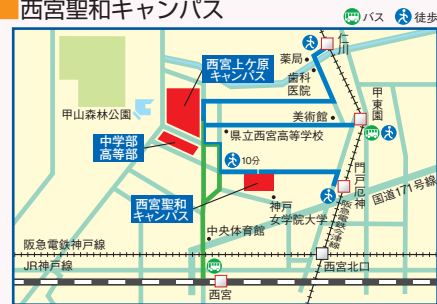 西宮聖和キャンパス
バス 徒歩
仁川
薬局
歯科
医院
西宮上ケ原
キャンパス
甲東園
甲山森林公園
美術館
県立西宮高等学校
中学部
高等部
10分
門戸厄神
西宮聖和
キャンパス
神戸
女学院大学
国道171号線
阪急電鉄今津線
中央体育館
阪急電鉄神戸線
西宮北口
JR神戸線
西宮